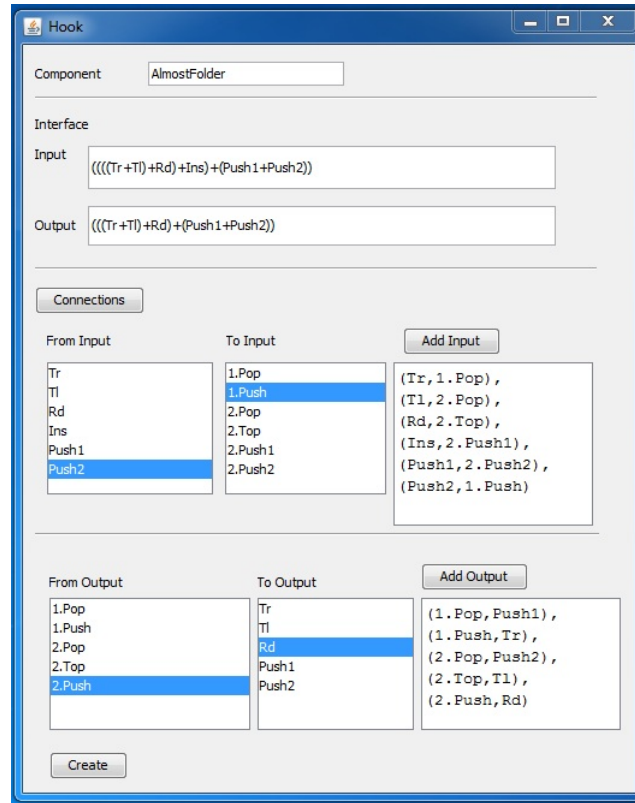 Hook
Component AlmostFolder
Interface
Input ((((Tr+Tl)+Rd)+Ins)+(Push1+Push2))
Output (((Tr+Tl)+Rd)+(Push1+Push2))
Connections
From Input To Input Add Input
Tr
Tl
Rd
Ins
Push1
Push2
1.Pop
1.Push
2.Pop
2.Top
2.Push1
2.Push2
(Tr,1.Pop),
(Tl,2.Pop),
(Rd,2.Top),
(Ins,2.Push1),
(Push1,2.Push2),
(Push2,1.Push)
From Output To Output Add Output
1.Pop
1.Push
2.Pop
2.Top
2.Push
Tr
Tl
Rd
Push1
Push2
(1.Pop,Push1),
(1.Push,Tr),
(2.Pop,Push2),
(2.Top,Tl),
(2.Push,Rd)
Create